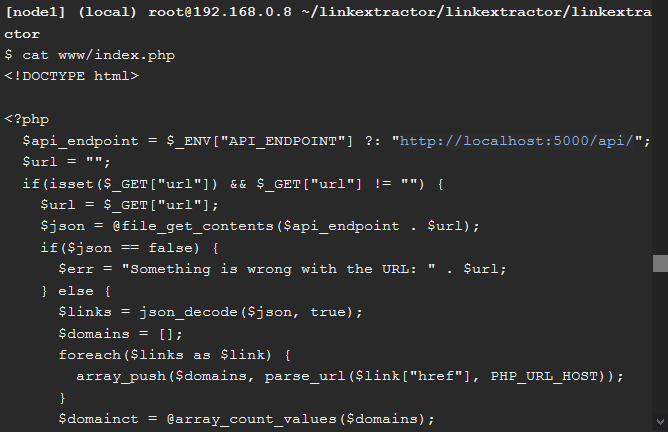 [node1] (local) root@192.168.0.8 ~/linkextractor/linkextractor/linkextra
ctor
$ cat www/index.php
<!DOCTYPE html>
<?php
$api_endpoint = $_ENV["API_ENDPOINT"] ?: "http://localhost:5000/api/";
$url = "";
if(isset($_GET["url"]) && $_GET["url"] != "") {
$url = $_GET["url"];
$json = @file_get_contents($api_endpoint . $url);
if($json == false) {
$err = "Something is wrong with the URL: " . $url;
} else {
$links = json_decode($json, true);
$domains = [];
foreach($links as $link) {
array_push($domains, parse_url($link["href"], PHP_URL_HOST));
}
$domainct = @array_count_values($domains);